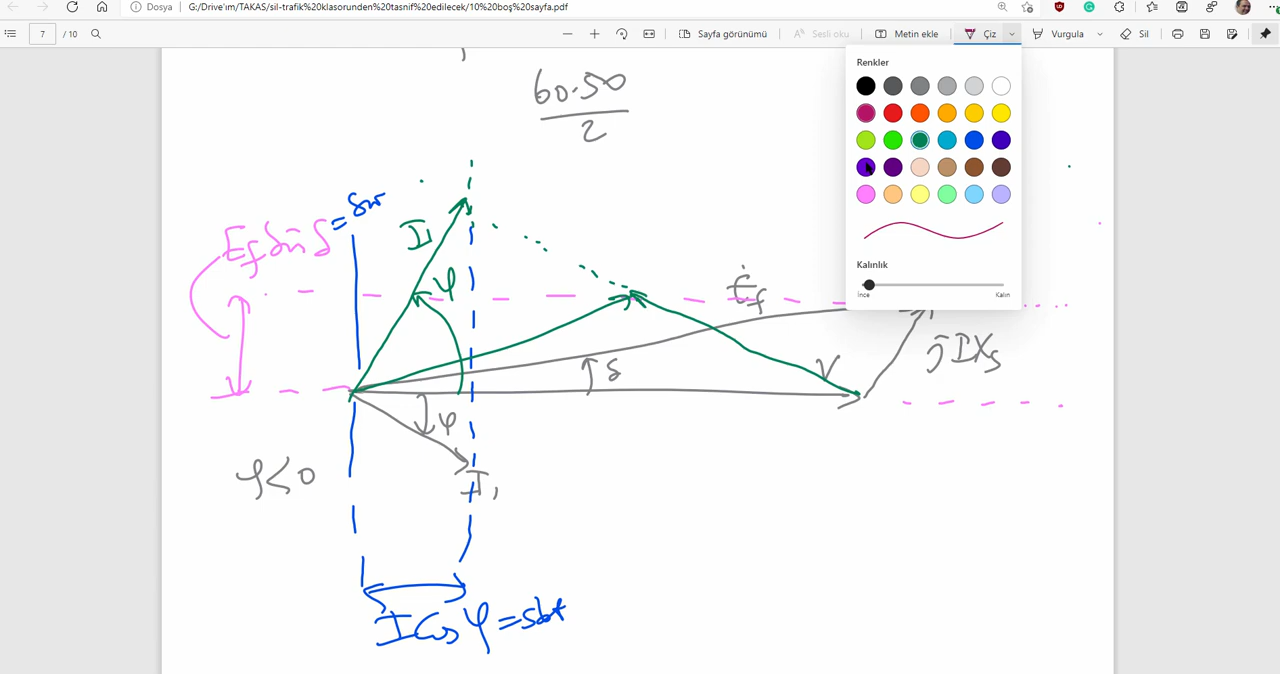 Dosya | G:/Drive'ım/TAKAS/sil-trafik%20klasorunden%20tasnif%20edilecek/10%20boş%20sayfa.pdf
7 / 10 Sayfa görünümü Sesli oku Metin ekle Çiz Vurgula Sil
Renkler
Kalınlık
İnce Kalın
60.50
2
Ef sin δ = sbt
I
φ
Ėf
δ
V
jIXs
φ
φ<0
I,
I Cos φ = sbt